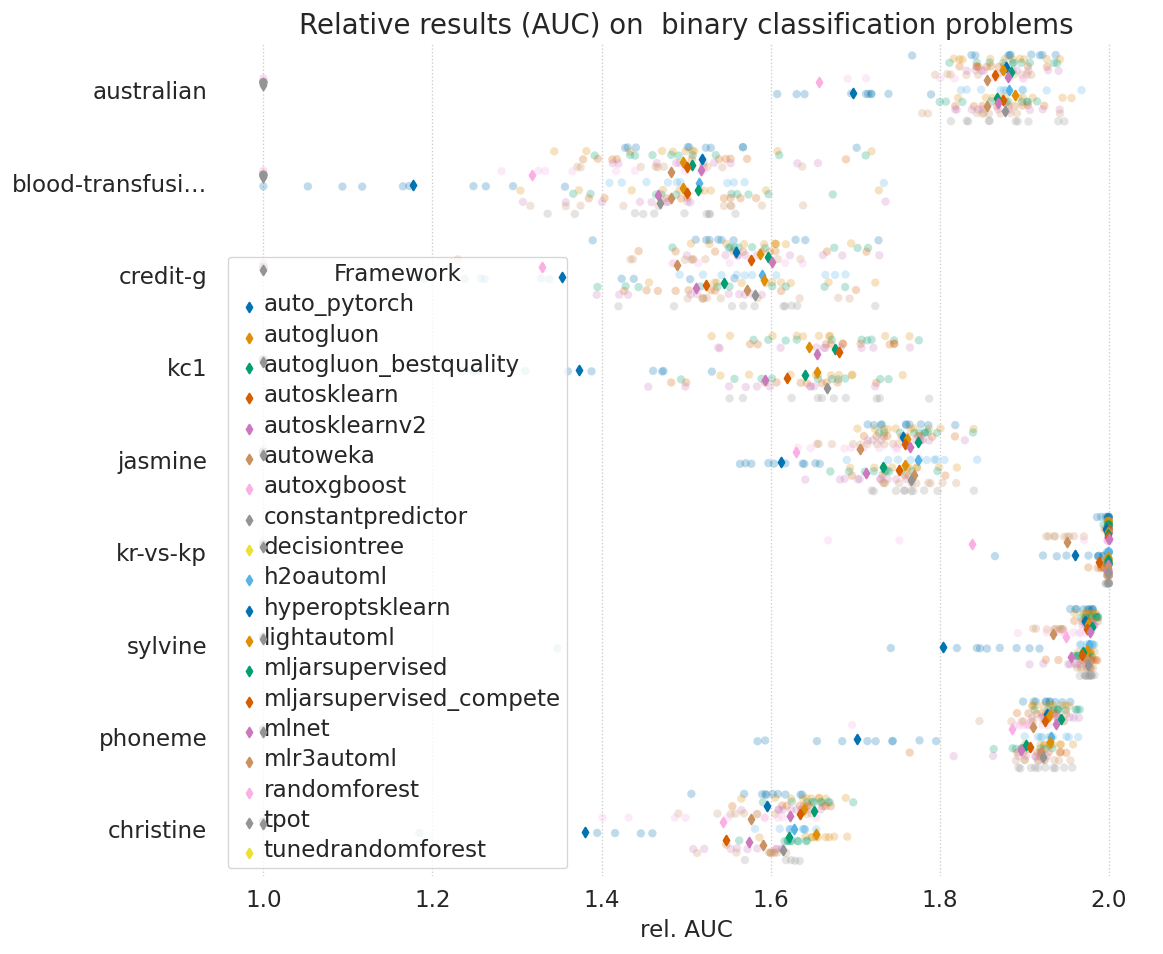 Relative results (AUC) on  binary classification problems
australian
blood-transfusi…
credit-g
kc1
jasmine
kr-vs-kp
sylvine
phoneme
christine
Framework
auto_pytorch
autogluon
autogluon_bestquality
autosklearn
autosklearnv2
autoweka
autoxgboost
constantpredictor
decisiontree
h2oautoml
hyperoptsklearn
lightautoml
mljarsupervised
mljarsupervised_compete
mlnet
mlr3automl
randomforest
tpot
tunedrandomforest
1.0 1.2 1.4 1.6 1.8 2.0
rel. AUC